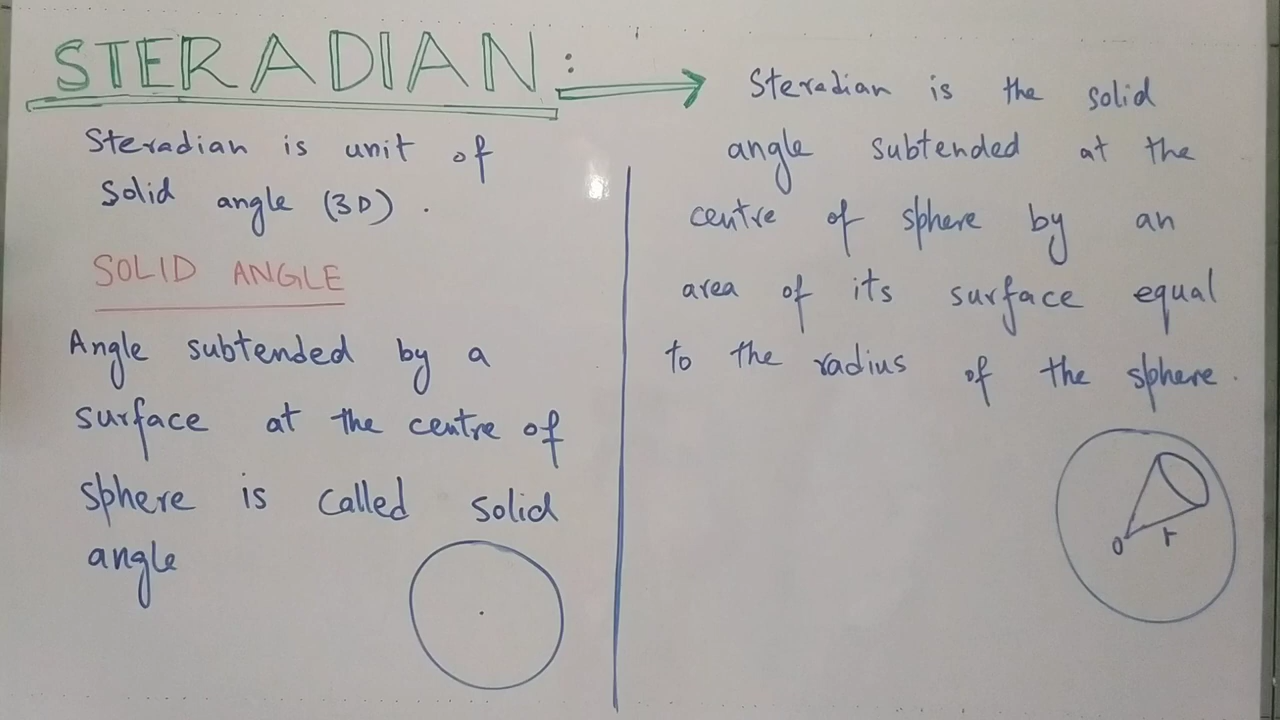 STERADIAN:
Steradian is unit of
Solid angle (3D).
SOLID ANGLE
Angle subtended by a
surface at the centre of
sphere is called solid
angle
Steradian is the solid
angle subtended at the
centre of sphere by an
area of its surface equal
to the radius of the sphere.
O r